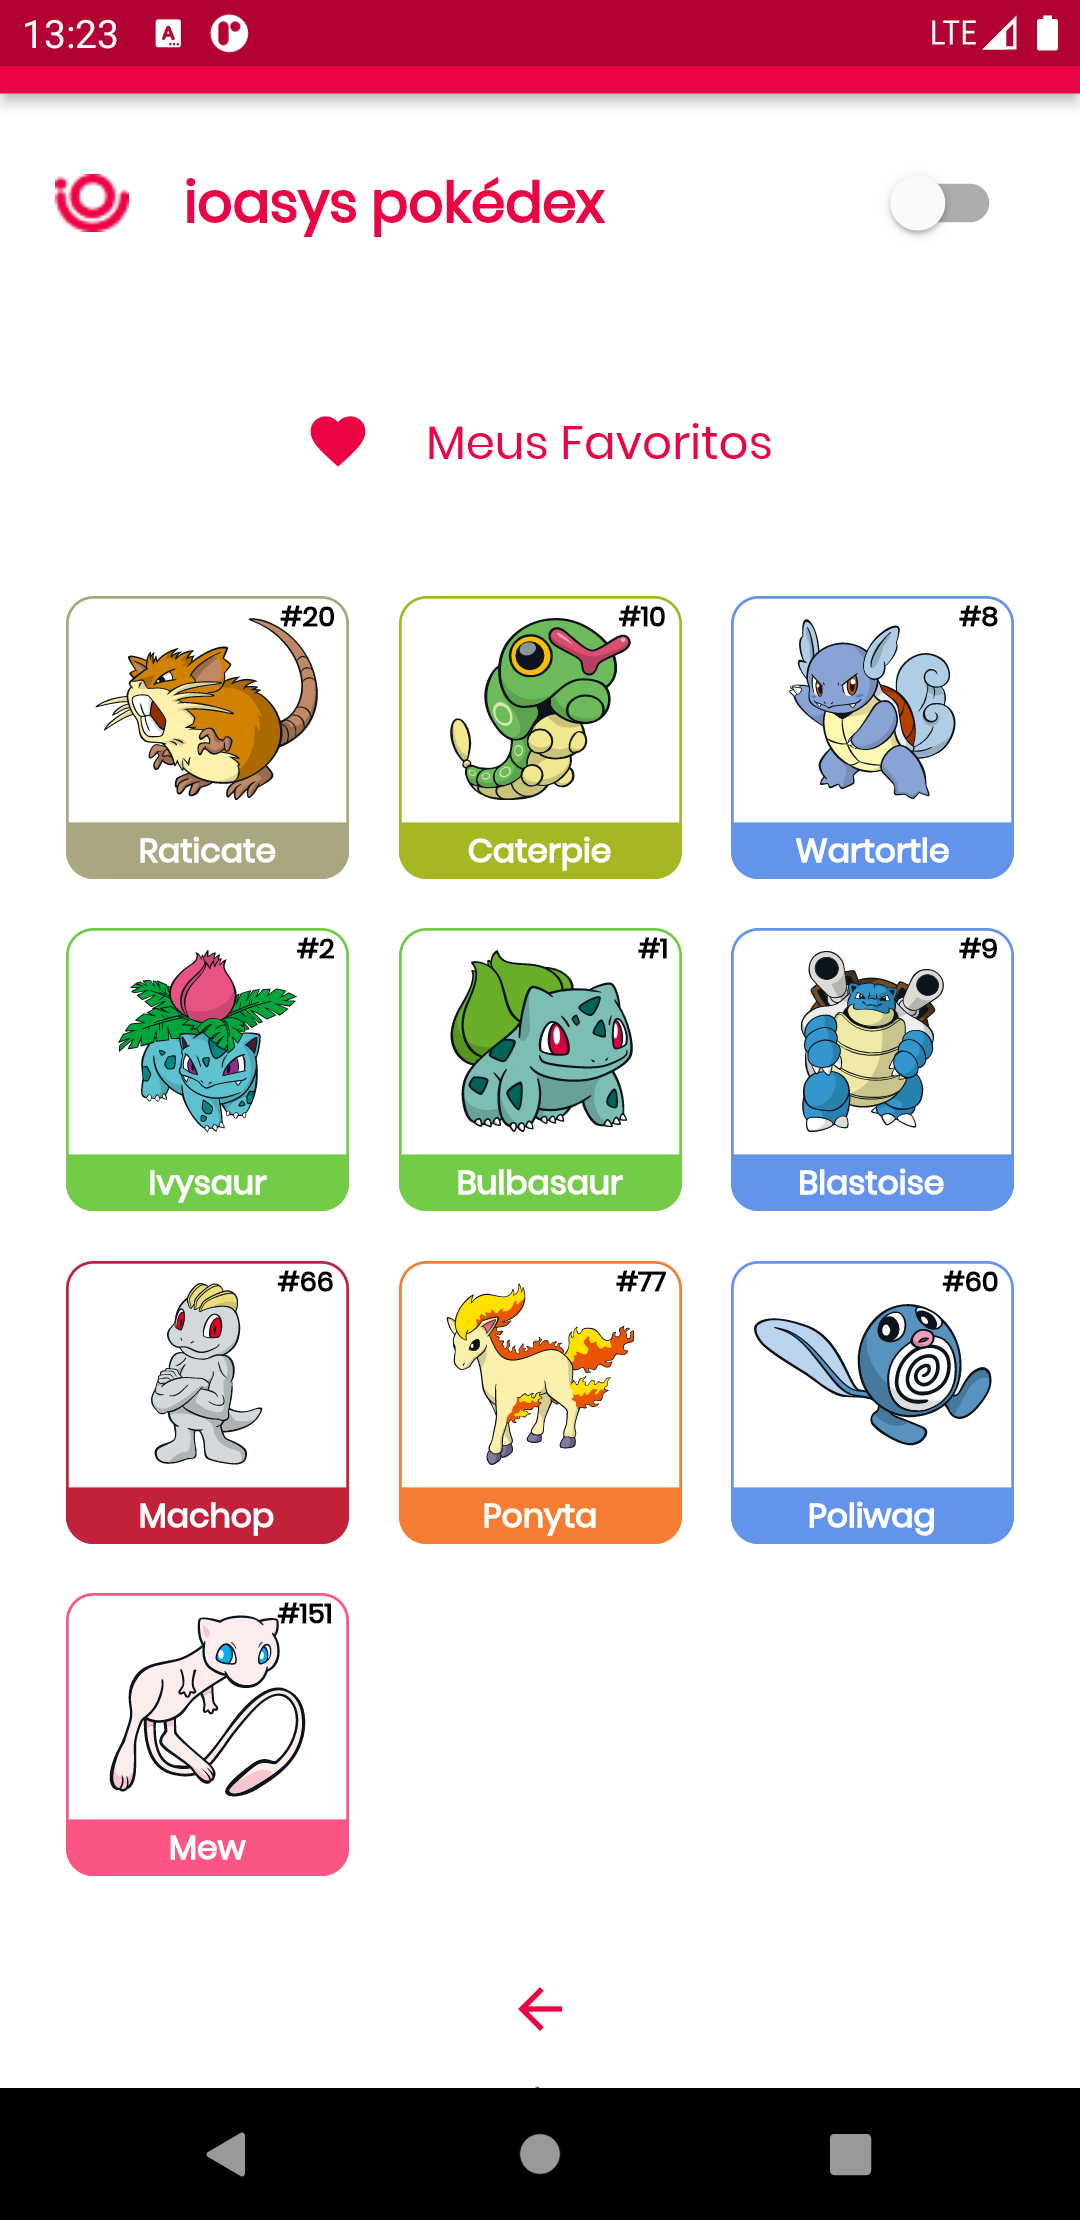 13:23
LTE
ioasys pokédex
Meus Favoritos
#20
Raticate
#10
Caterpie
#8
Wartortle
#2
Ivysaur
#1
Bulbasaur
#9
Blastoise
#66
Machop
#77
Ponyta
#60
Poliwag
#151
Mew